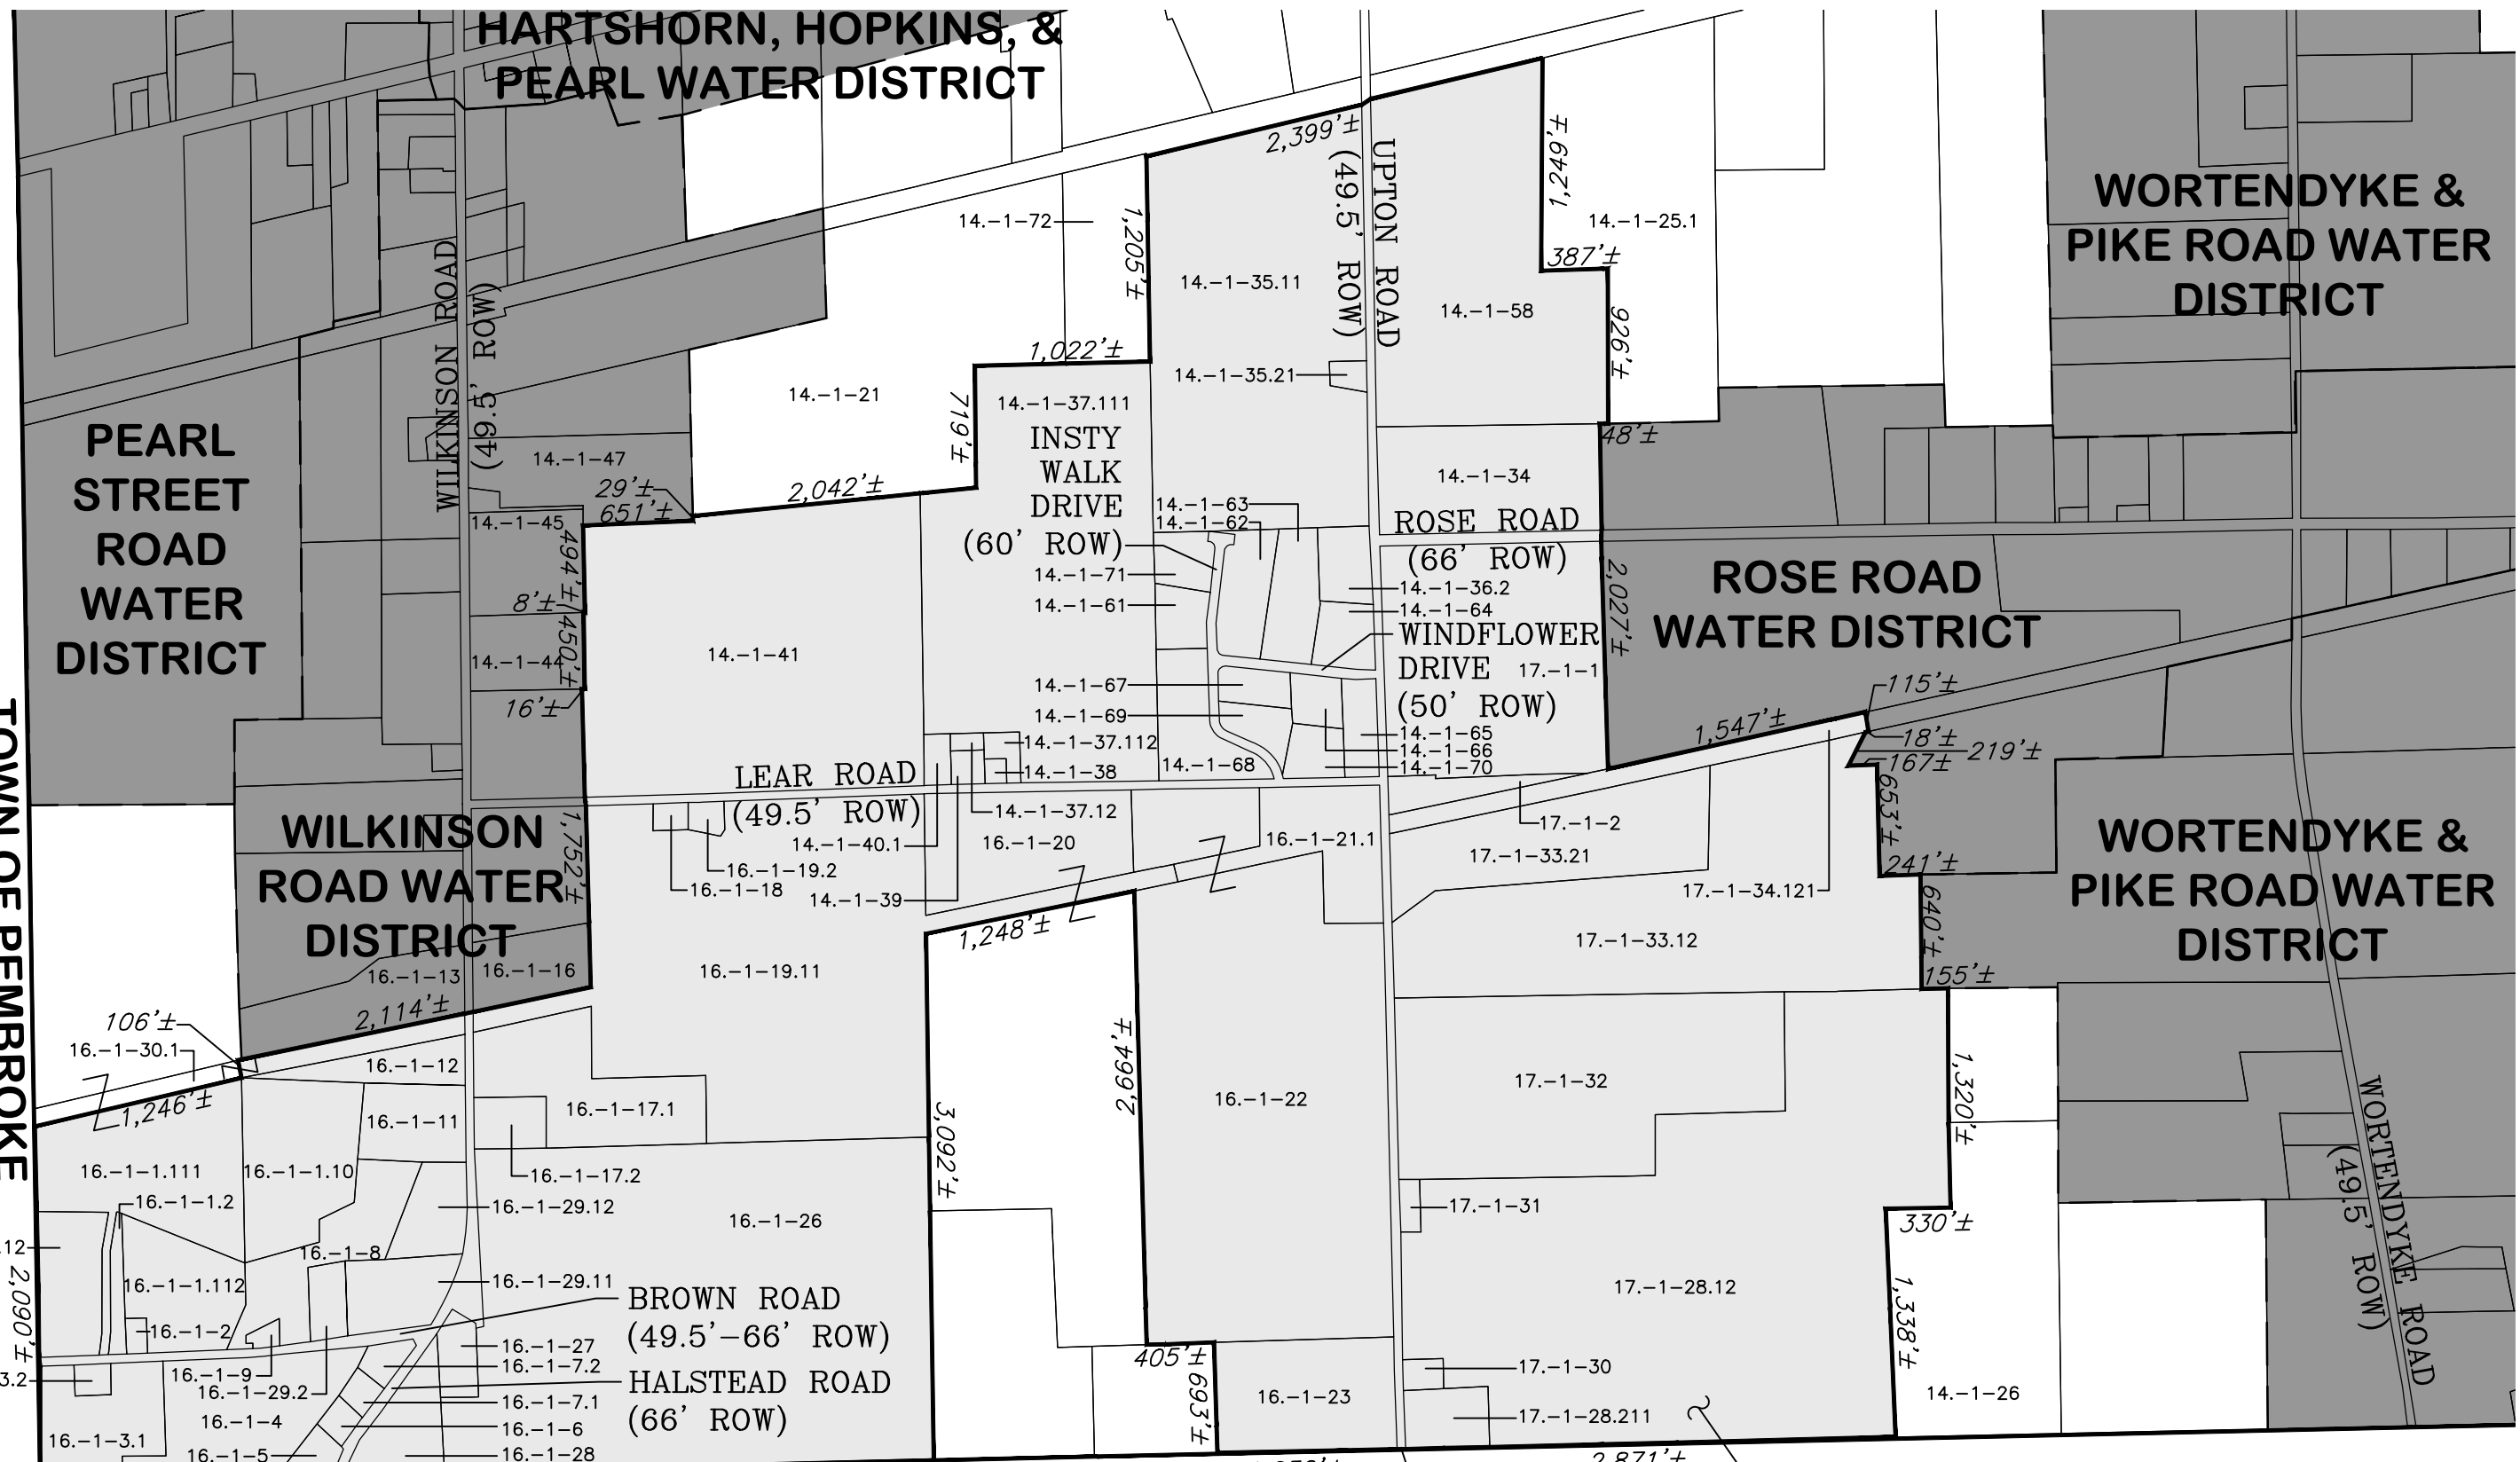 HARTSHORN, HOPKINS, &
PEARL WATER DISTRICT
WORTENDYKE &
PIKE ROAD WATER
DISTRICT
PEARL
STREET
ROAD
WATER
DISTRICT
WILKINSON ROAD
(49.5' ROW)
UPTON ROAD
(49.5' ROW)
2,399'±
1,249'±
387'±
926'±
48'±
1,205'±
1,022'±
719'±
2,042'±
29'±
651'±
494'±
8'±
450'±
16'±
14.-1-72
14.-1-25.1
14.-1-35.11
14.-1-58
14.-1-35.21
14.-1-21
14.-1-37.111
INSTY
WALK
DRIVE
(60' ROW)
14.-1-47
14.-1-45
14.-1-44
14.-1-41
14.-1-34
14.-1-63
14.-1-62
ROSE ROAD
(66' ROW)
14.-1-71
14.-1-61
14.-1-36.2
14.-1-64
WINDFLOWER
DRIVE
(50' ROW)
17.-1-1
2,027'±
ROSE ROAD
WATER DISTRICT
14.-1-67
14.-1-69
14.-1-65
14.-1-66
14.-1-70
14.-1-68
14.-1-37.112
14.-1-38
14.-1-37.12
14.-1-40.1
14.-1-39
LEAR ROAD
(49.5' ROW)
1,547'±
115'±
18'±
219'±
167±
653'±
241'±
640'±
155'±
WILKINSON
ROAD WATER
DISTRICT
1,752'±
16.-1-13
16.-1-16
16.-1-18
16.-1-19.2
16.-1-20
16.-1-21.1
17.-1-2
17.-1-33.21
17.-1-34.121
17.-1-33.12
WORTENDYKE &
PIKE ROAD WATER
DISTRICT
1,248'±
16.-1-19.11
2,114'±
106'±
16.-1-30.1
1,246'±
TOWN OF PEMBROKE
16.-1-12
16.-1-11
16.-1-17.1
16.-1-17.2
16.-1-1.111
16.-1-1.10
16.-1-1.2
16.-1-29.12
16.-1-26
3,092'±
2,664'±
16.-1-22
17.-1-32
17.-1-31
17.-1-28.12
1,320'±
330'±
1,338'±
WORTENDYKE ROAD
(49.5' ROW)
.12
2,090'±
16.-1-8
16.-1-1.112
16.-1-29.11
16.-1-2
BROWN ROAD
(49.5'-66' ROW)
HALSTEAD ROAD
(66' ROW)
3.2
16.-1-9
16.-1-29.2
16.-1-27
16.-1-7.2
16.-1-7.1
16.-1-6
16.-1-28
16.-1-4
16.-1-5
16.-1-3.1
405'±
693'±
16.-1-23
17.-1-30
17.-1-28.211
14.-1-26
2,871'±